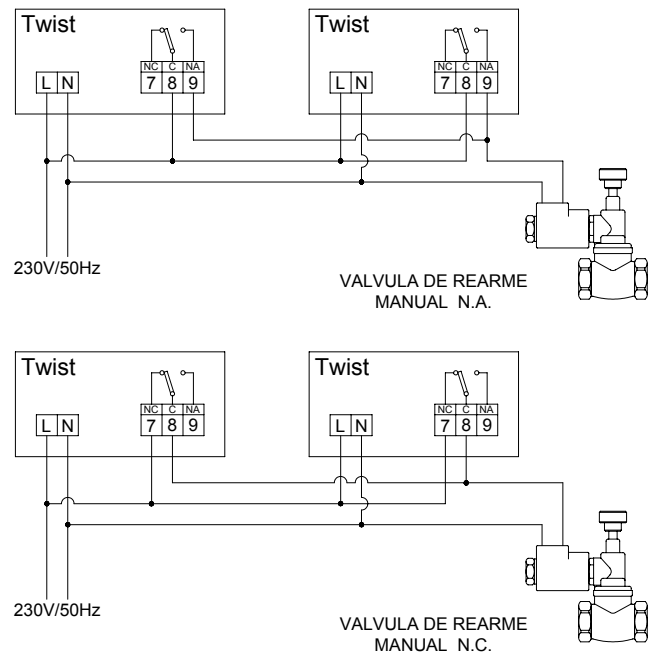 Twist
NC C NA
L N 7 8 9
Twist
NC C NA
L N 7 8 9
230V/50Hz
VALVULA DE REARME
MANUAL N.A.
Twist
NC C NA
L N 7 8 9
Twist
NC C NA
L N 7 8 9
230V/50Hz
VALVULA DE REARME
MANUAL N.C.